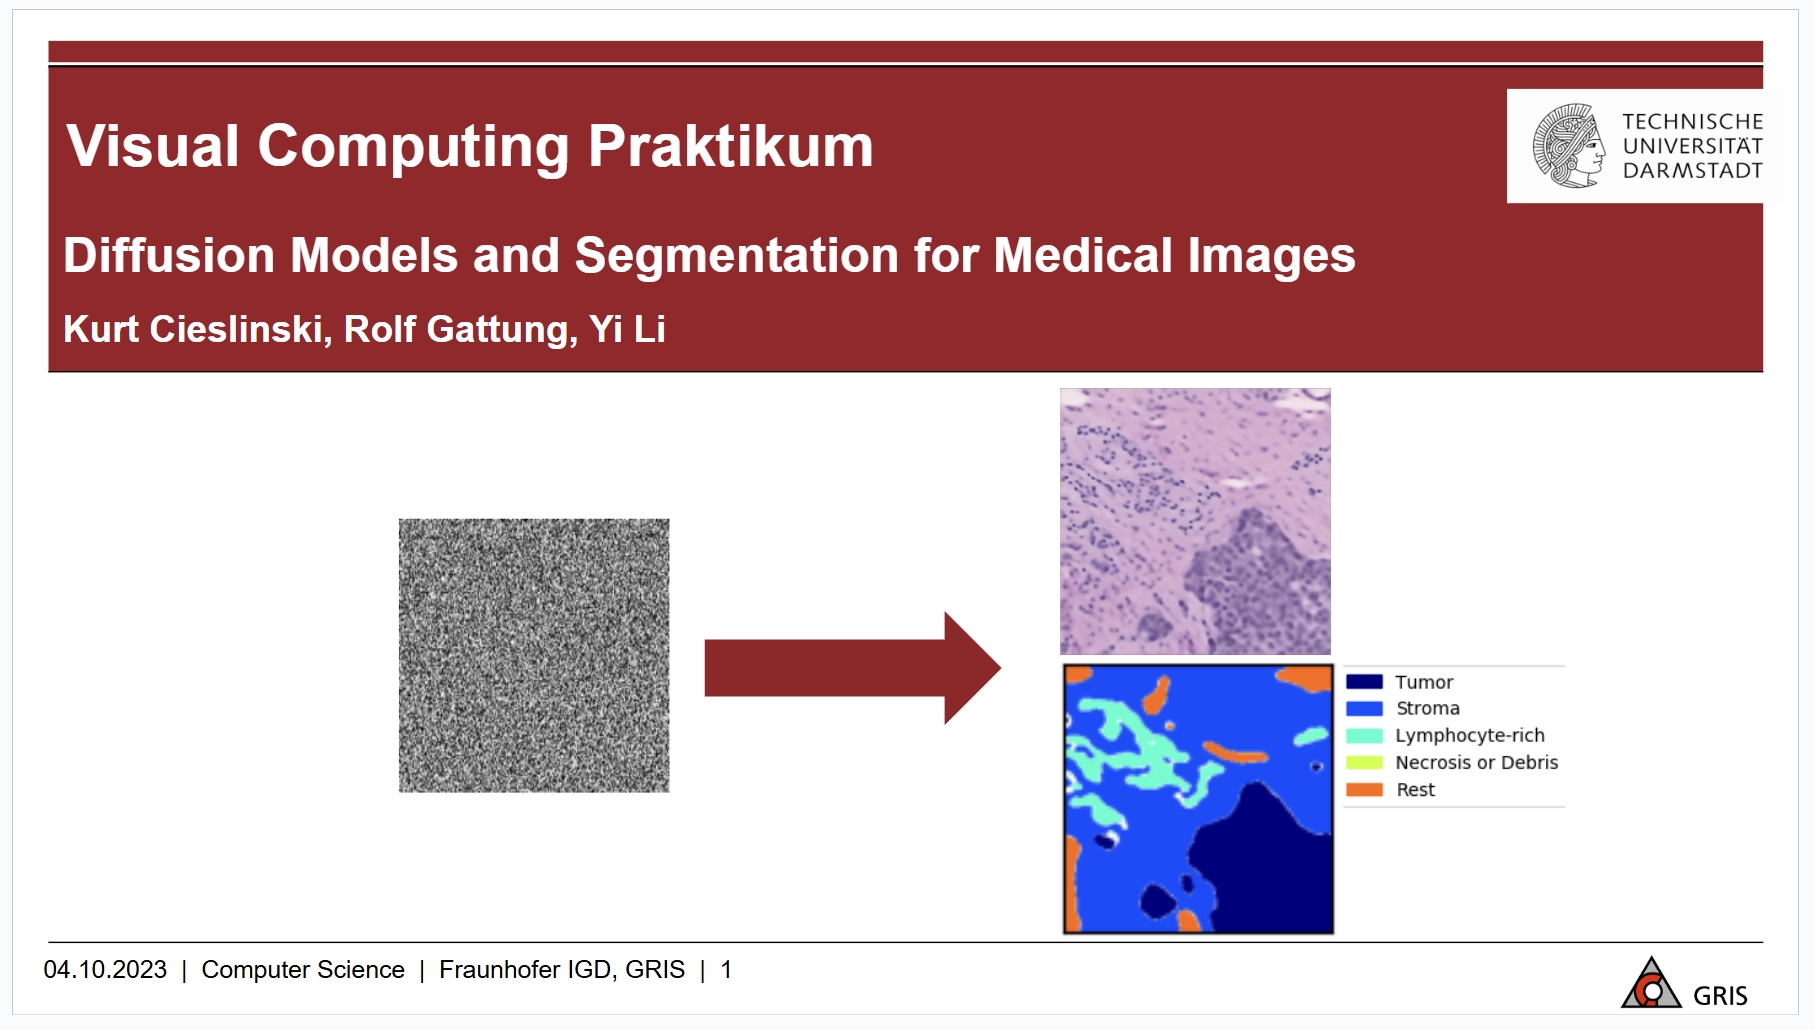 Visual Computing Praktikum
TECHNISCHE
UNIVERSITÄT
DARMSTADT
Diffusion Models and Segmentation for Medical Images
Kurt Cieslinski, Rolf Gattung, Yi Li
Tumor
Stroma
Lymphocyte-rich
Necrosis or Debris
Rest
04.10.2023 | Computer Science | Fraunhofer IGD, GRIS | 1
GRIS